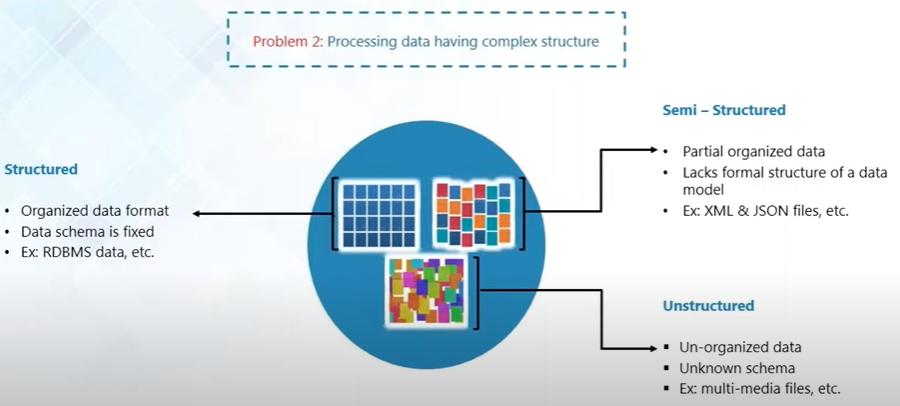 Problem 2: Processing data having complex structure
Structured
• Organized data format
• Data schema is fixed
• Ex: RDBMS data, etc.
Semi – Structured
• Partial organized data
• Lacks formal structure of a data
model
• Ex: XML & JSON files, etc.
Unstructured
▪ Un-organized data
▪ Unknown schema
▪ Ex: multi-media files, etc.